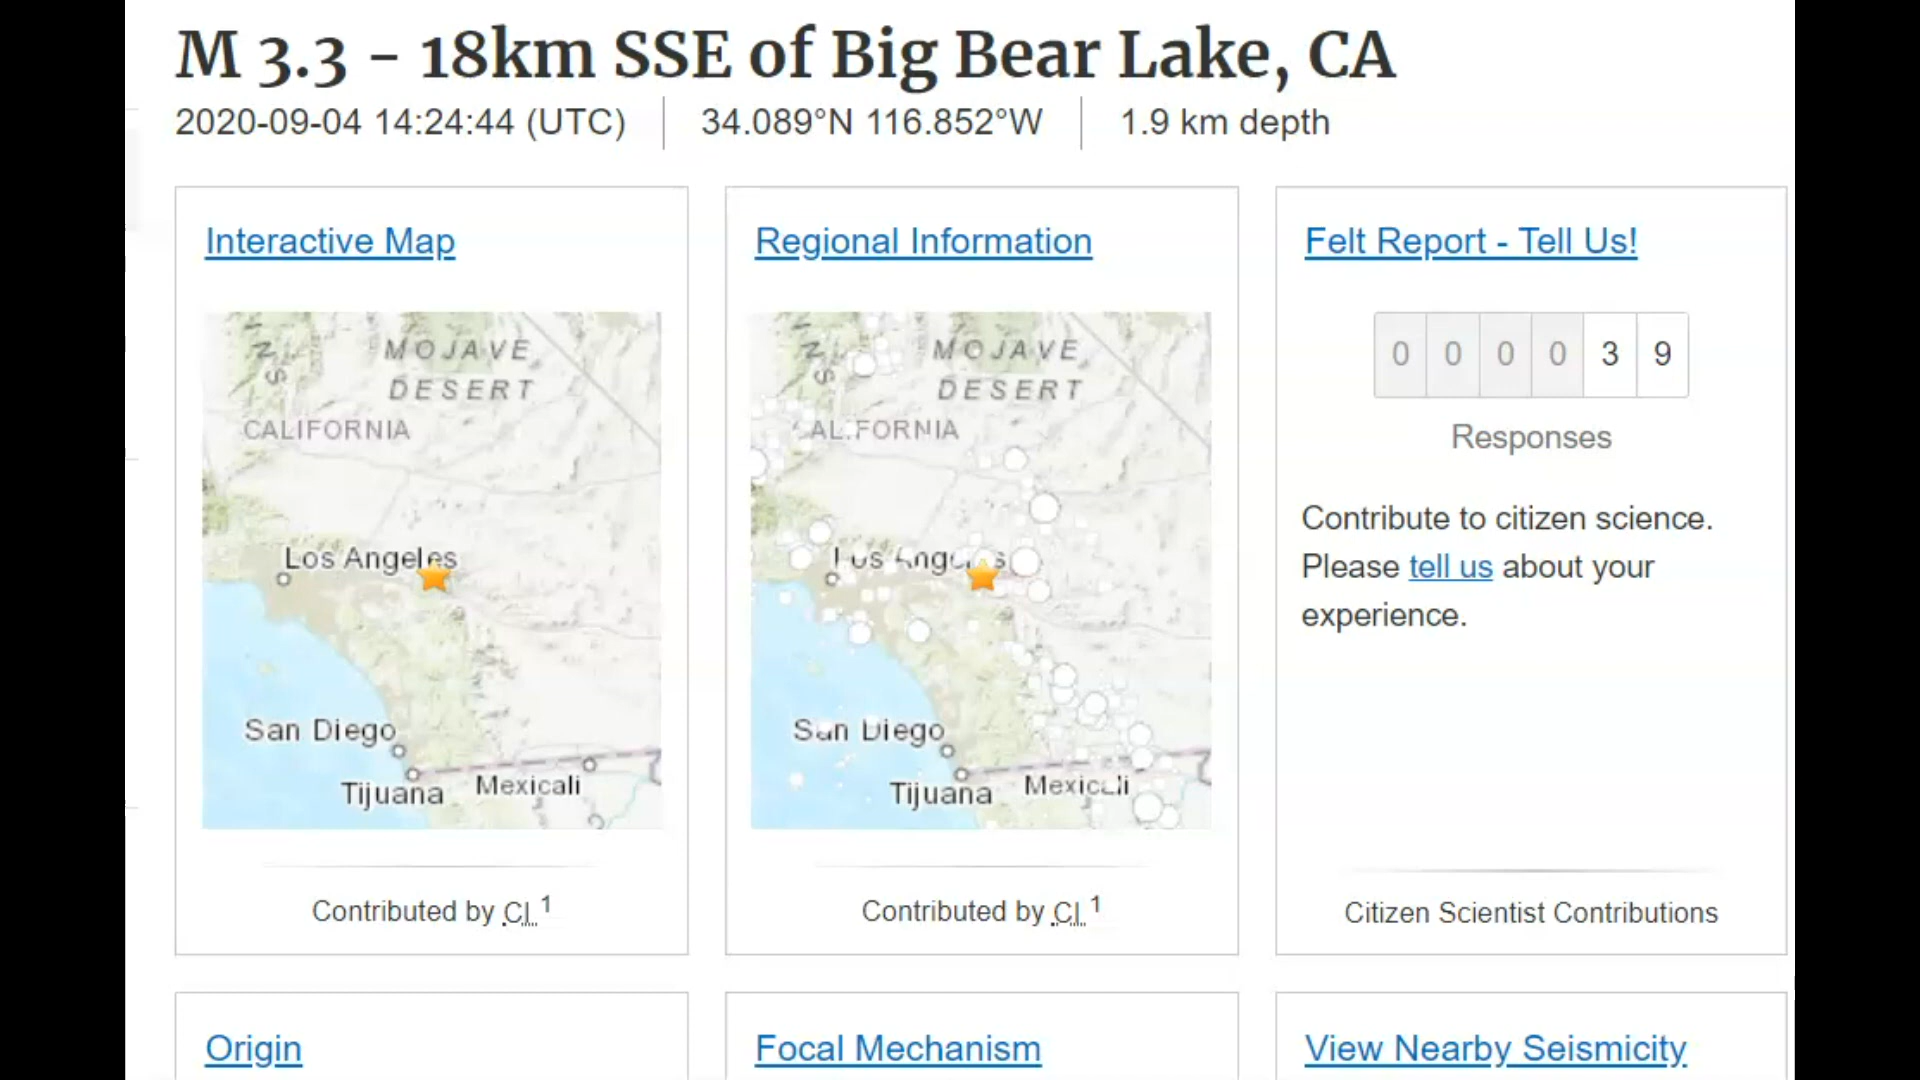 M 3.3 - 18km SSE of Big Bear Lake, CA
2020-09-04 14:24:44 (UTC) 34.089°N 116.852°W 1.9 km depth
Interactive Map
MOJAVE
DESERT
CALIFORNIA
Los Angeles
San Diego
Tijuana
Mexicali
Contributed by CI 1
Regional Information
MOJAVE
DESERT
CALIFORNIA
Los Angeles
San Diego
Tijuana
Mexicali
Contributed by CI 1
Felt Report - Tell Us!
0 0 0 0 3 9
Responses
Contribute to citizen science.
Please tell us about your
experience.
Citizen Scientist Contributions
Origin
Focal Mechanism
View Nearby Seismicity